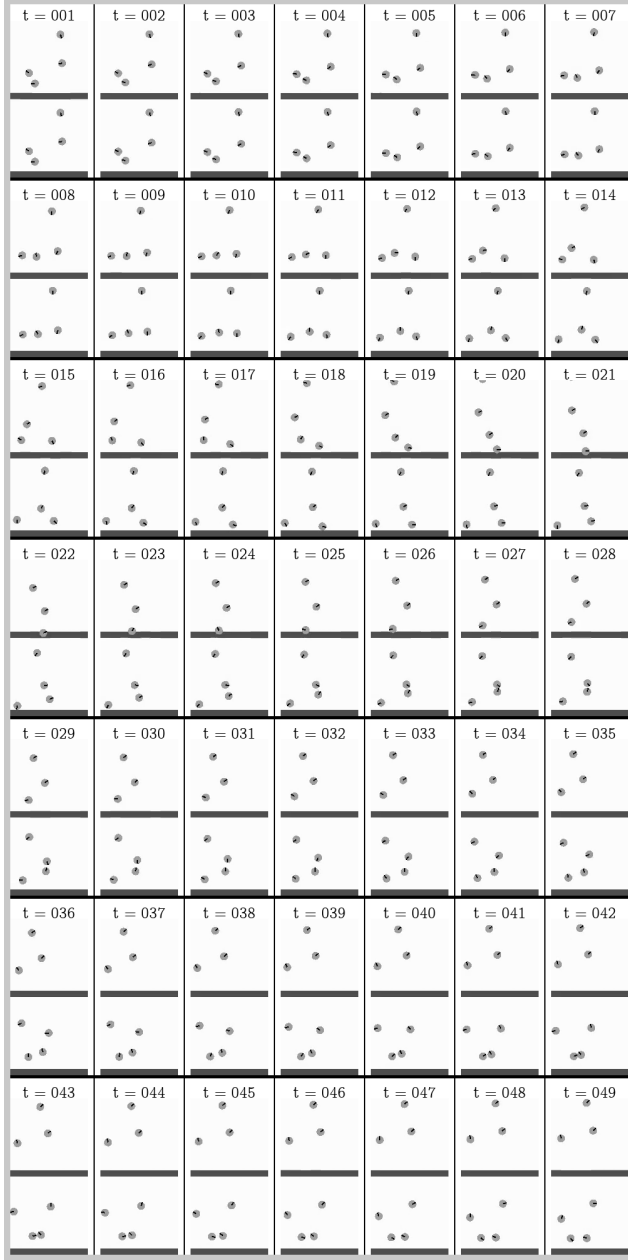 t = 001 t = 002 t = 003 t = 004 t = 005 t = 006 t = 007
t = 008 t = 009 t = 010 t = 011 t = 012 t = 013 t = 014
t = 015 t = 016 t = 017 t = 018 t = 019 t = 020 t = 021
t = 022 t = 023 t = 024 t = 025 t = 026 t = 027 t = 028
t = 029 t = 030 t = 031 t = 032 t = 033 t = 034 t = 035
t = 036 t = 037 t = 038 t = 039 t = 040 t = 041 t = 042
t = 043 t = 044 t = 045 t = 046 t = 047 t = 048 t = 049